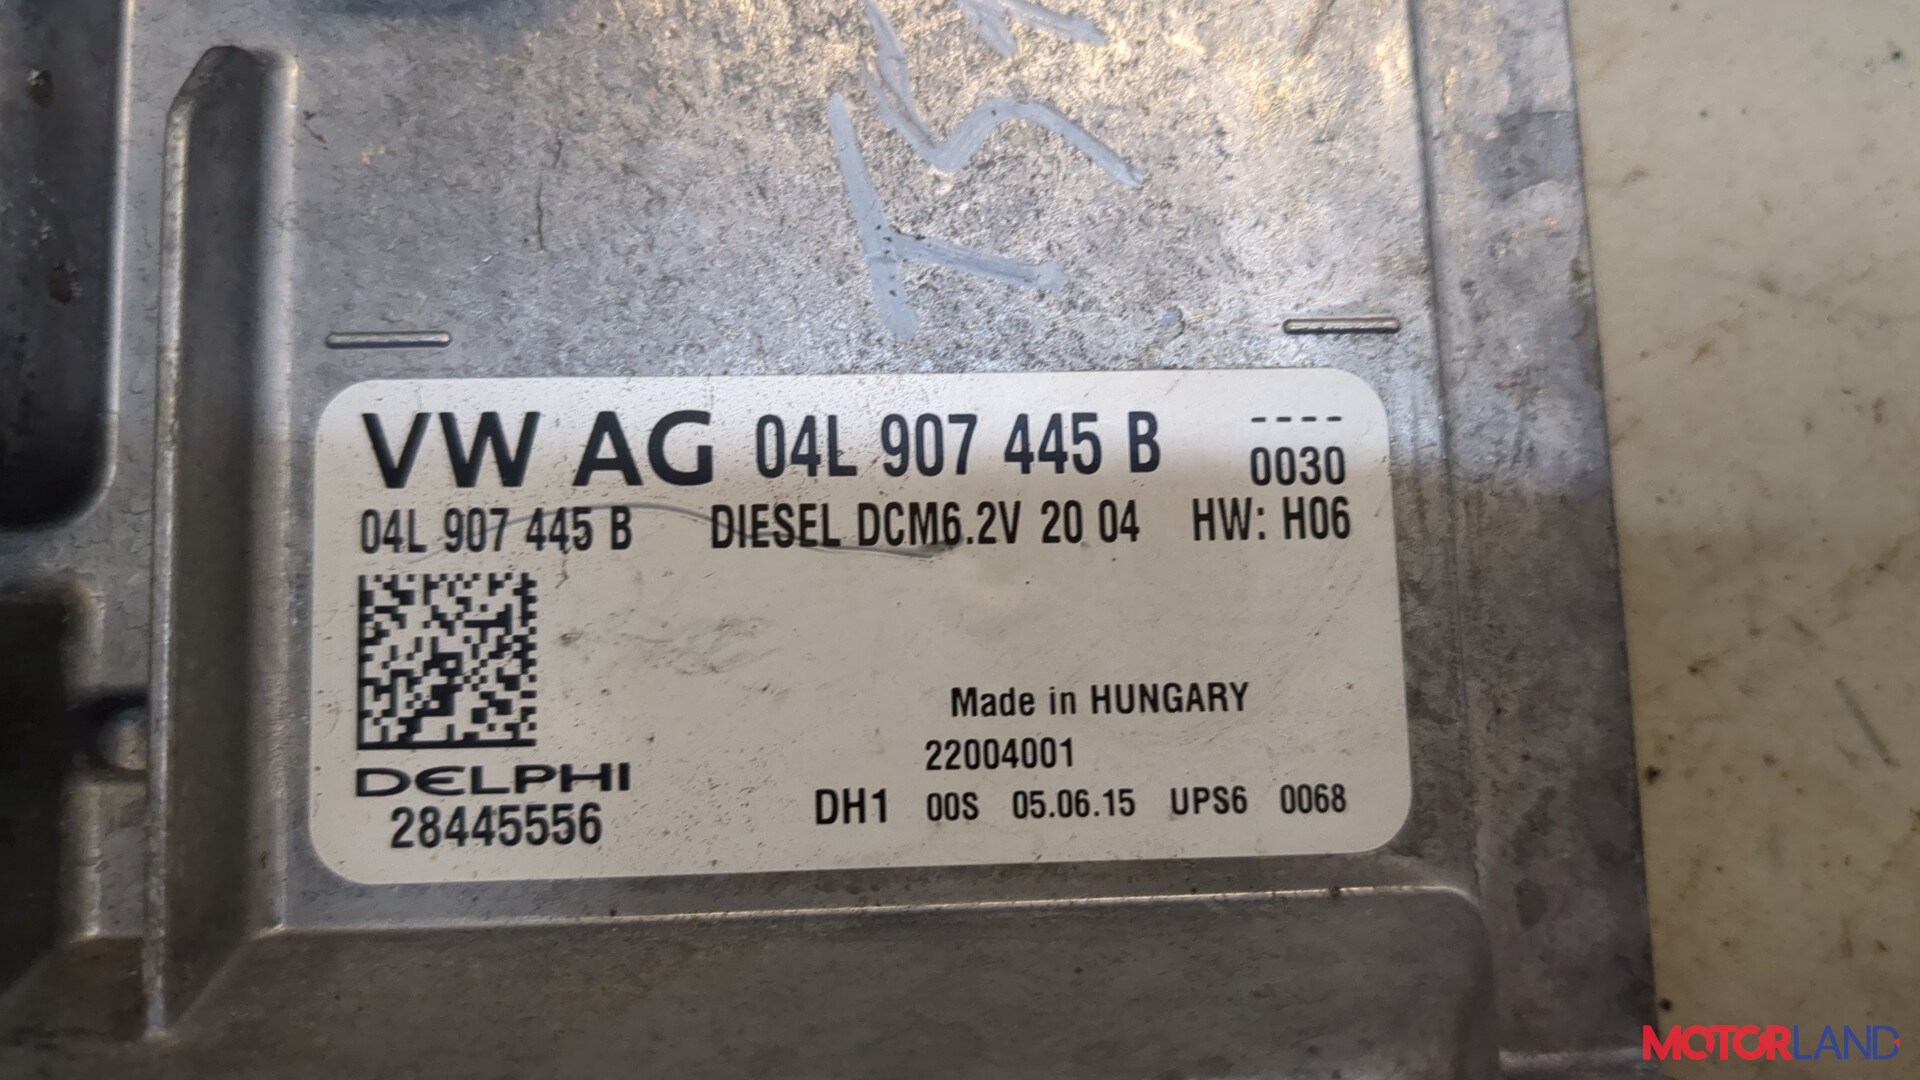 VW AG 04L 907 445 B ----
0030
04L 907 445 B DIESEL DCM6.2V 20 04 HW: H06
Made in HUNGARY
22004001
DELPHI
28445556
DH1 00S 05.06.15 UPS6 0068
MOTORLAND